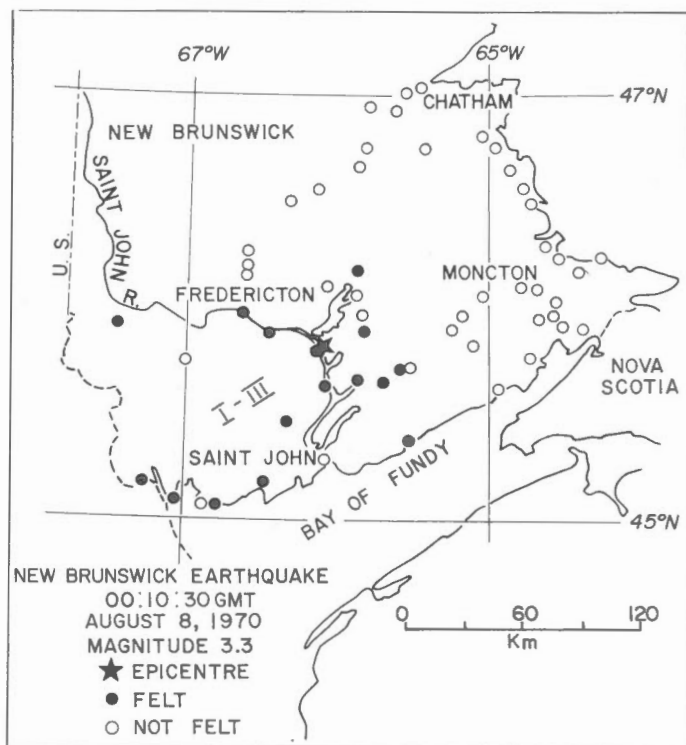 67°W
65°W
47°N
CHATHAM
NEW BRUNSWICK
SAINT JOHN R.
U.S.
MONCTON
FREDERICTON
NOVA
SCOTIA
I-III
SAINT JOHN
BAY OF FUNDY
45°N
NEW BRUNSWICK EARTHQUAKE
00:10:30 GMT
AUGUST 8, 1970
MAGNITUDE 3.3
EPICENTRE
FELT
NOT FELT
0 60 120
Km